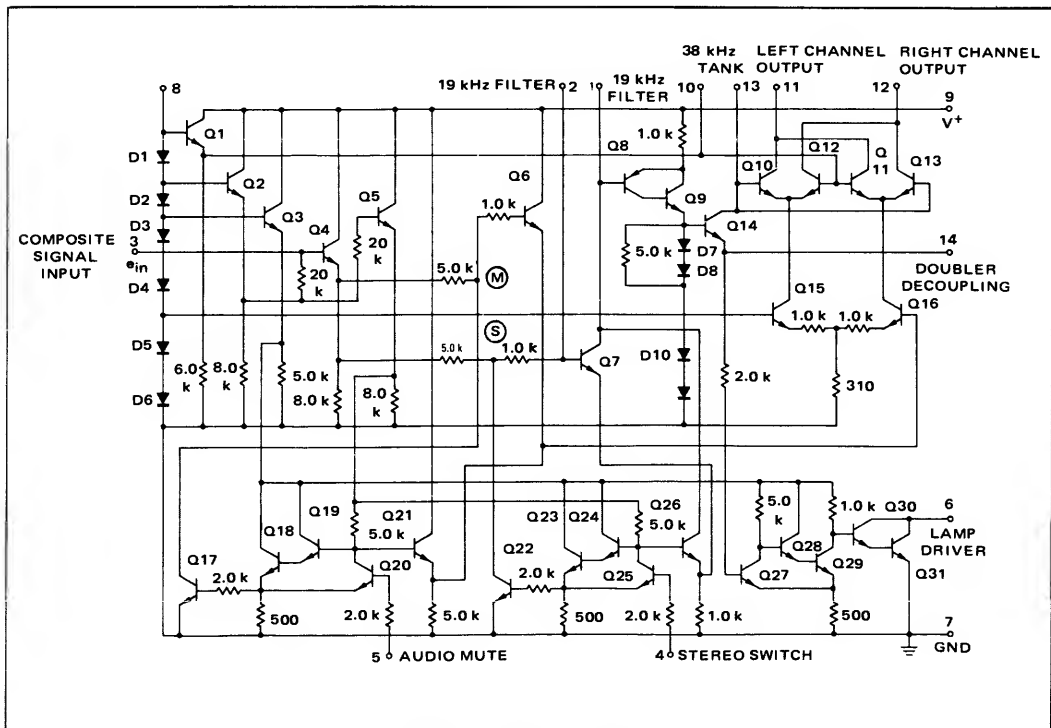 38 kHz LEFT CHANNEL RIGHT CHANNEL
TANK OUTPUT OUTPUT
8 19 kHz FILTER 2 1 19 kHz FILTER 10 13 11 12
9
V+
Q1
1.0 k
D1
Q8
Q12
Q10
Q11
Q13
Q2
Q5
Q6
D2
1.0 k
Q9
Q3
Q14
D3
Q4
COMPOSITE
SIGNAL
INPUT
3
ein
20 k
20 k
5.0 k
M
5.0 k
D7
D8
14
DOUBLER
DECOUPLING
D4
Q15
Q16
S
1.0 k
1.0 k
D5
5.0 k
1.0 k
Q7
D10
D6
6.0 k
8.0 k
5.0 k
8.0 k
8.0 k
2.0 k
310
Q18
Q19
Q21
5.0 k
Q23
Q24
Q26
5.0 k
5.0 k
1.0 k
Q30
6
LAMP
DRIVER
Q17
Q20
Q22
Q25
Q28
Q29
Q27
Q31
2.0 k
2.0 k
500
2.0 k
5.0 k
500
2.0 k
1.0 k
500
7
GND
5 AUDIO MUTE
4 STEREO SWITCH